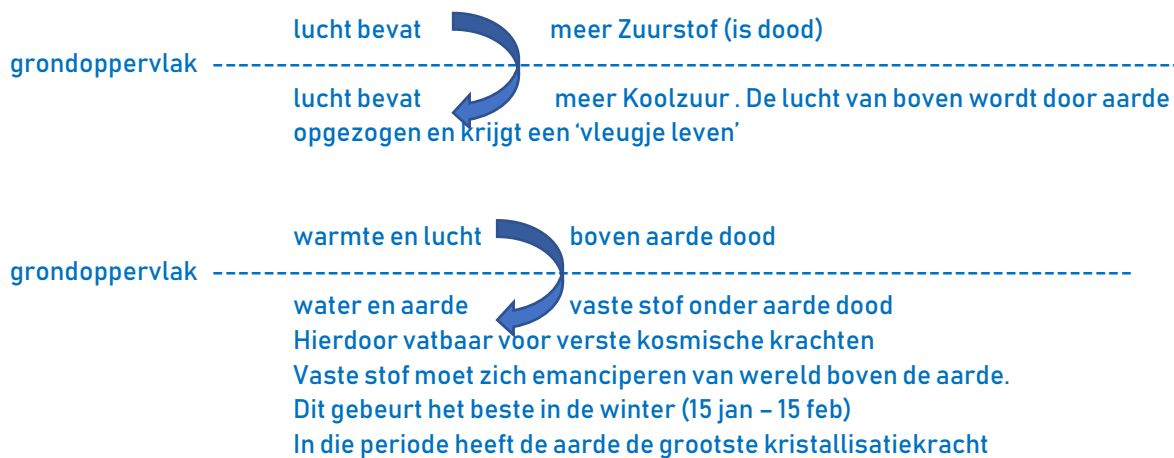 lucht bevat meer Zuurstof (is dood)
grondoppervlak
lucht bevat meer Koolzuur . De lucht van boven wordt door aarde
opgezogen en krijgt een ‘vleugje leven’
warmte en lucht boven aarde dood
grondoppervlak
water en aarde vaste stof onder aarde dood
Hierdoor vatbaar voor verste kosmische krachten
Vaste stof moet zich emanciperen van wereld boven de aarde.
Dit gebeurt het beste in de winter (15 jan – 15 feb)
In die periode heeft de aarde de grootste kristallisatiekracht